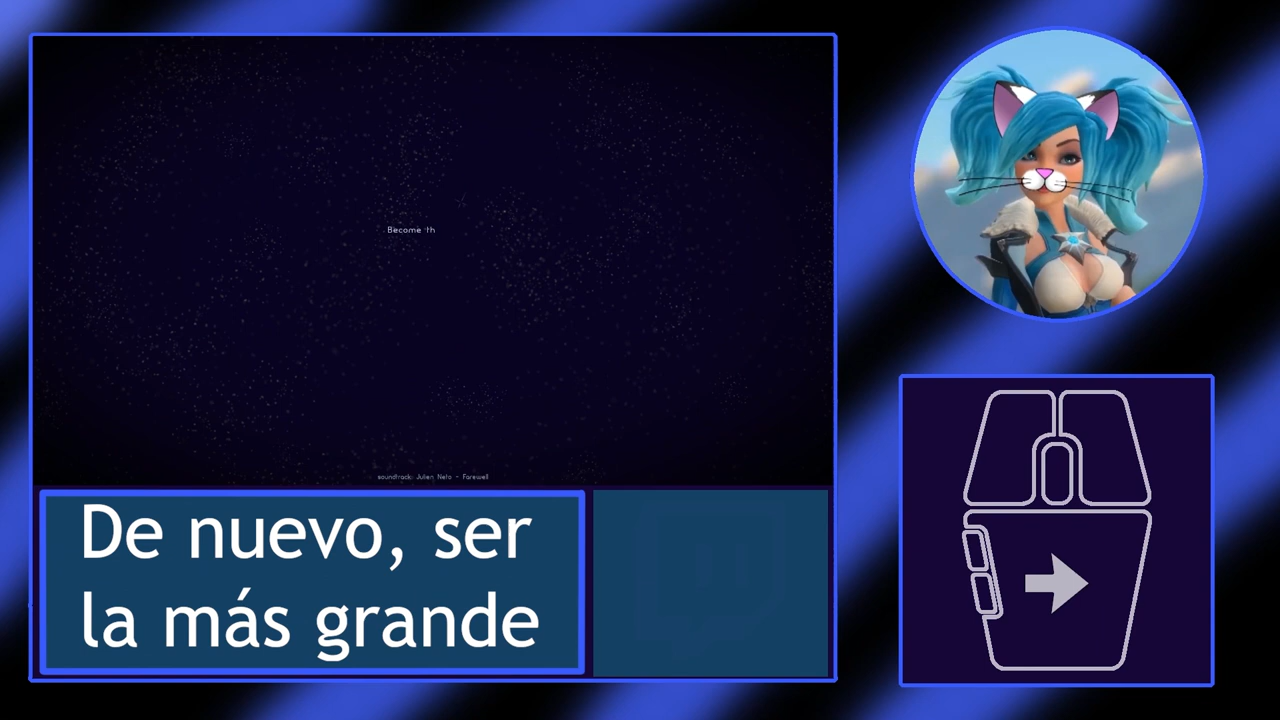 Become th
soundtrack: Julien Neto - Farewell
De nuevo, ser
la más grande